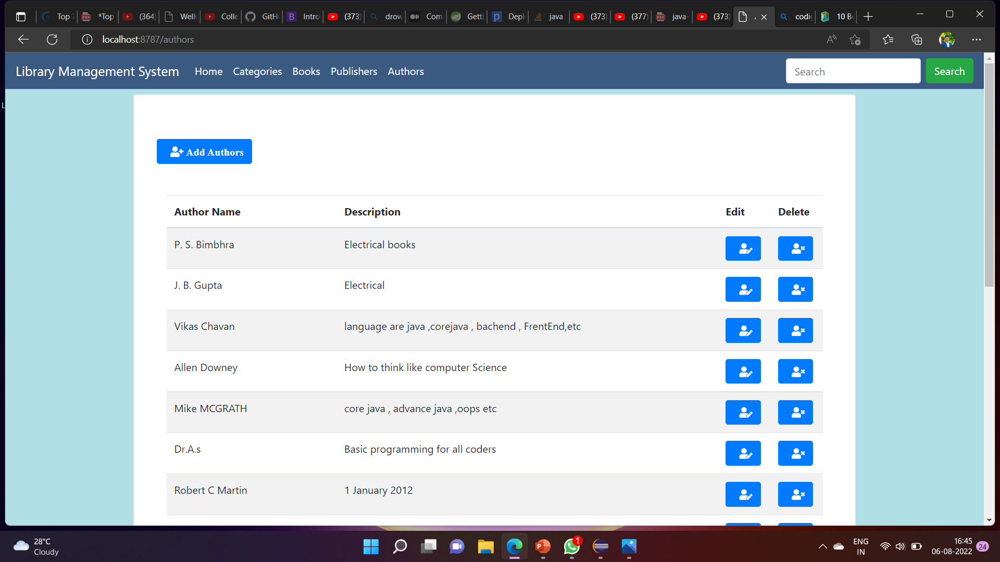 Top *Top (364) Well Colle GitH Intro (373) drow Com Getti Depl java (373) (377) java- (373) codi 10 B
localhost:8787/authors
Library Management System Home Categories Books Publishers Authors Search Search
Add Authors
Author Name Description Edit Delete
P. S. Bimbhra Electrical books
J. B. Gupta Electrical
Vikas Chavan language are java ,corejava , bachend , FrentEnd,etc
Allen Downey How to think like computer Science
Mike MCGRATH core java , advance java ,oops etc
Dr.A.s Basic programming for all coders
Robert C Martin 1 January 2012
28°C
Cloudy
1
ENG
IN
16:45
06-08-2022
24